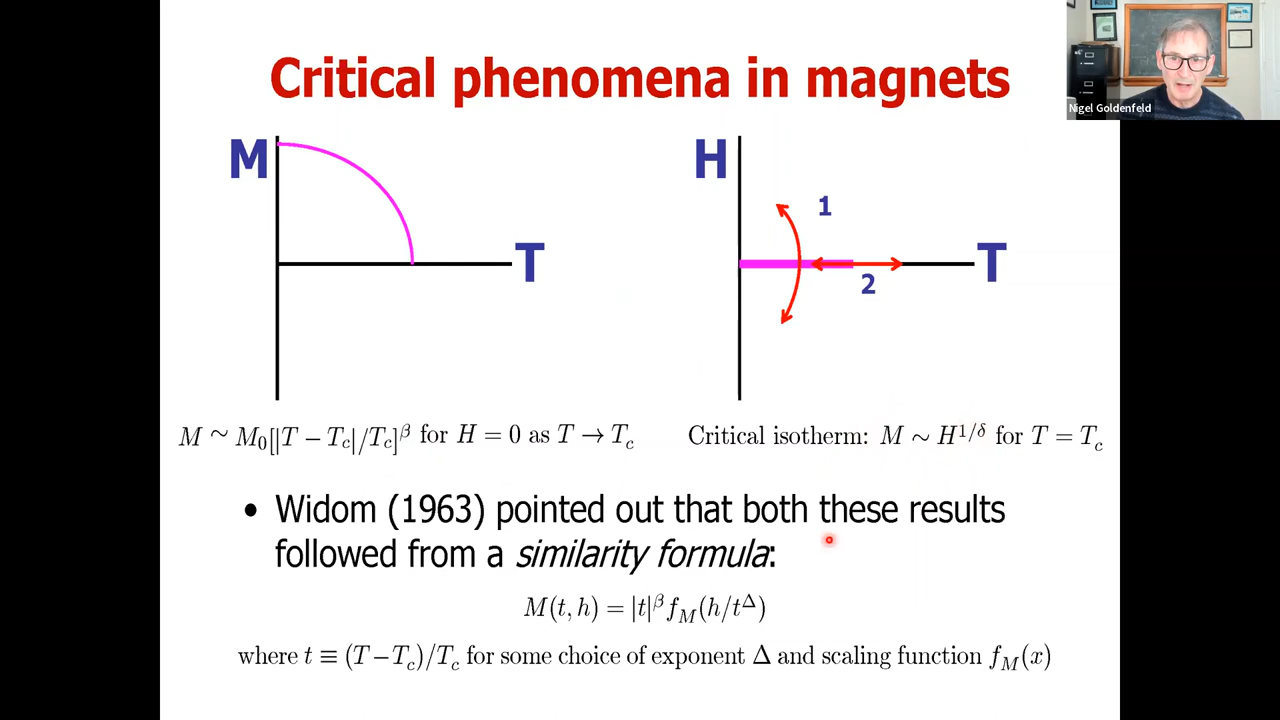 Critical phenomena in magnets
Nigel Goldenfeld
M
T
H
1
2
T
M ~ M₀[|T − T_c|/T_c]^β for H = 0 as T → T_c
Critical isotherm: M ∼ H^{1/δ} for T = T_c
• Widom (1963) pointed out that both these results
followed from a similarity formula:
M(t, h) = |t|^β f_M(h/t^Δ)
where t ≡ (T−T_c)/T_c for some choice of exponent Δ and scaling function f_M(x)